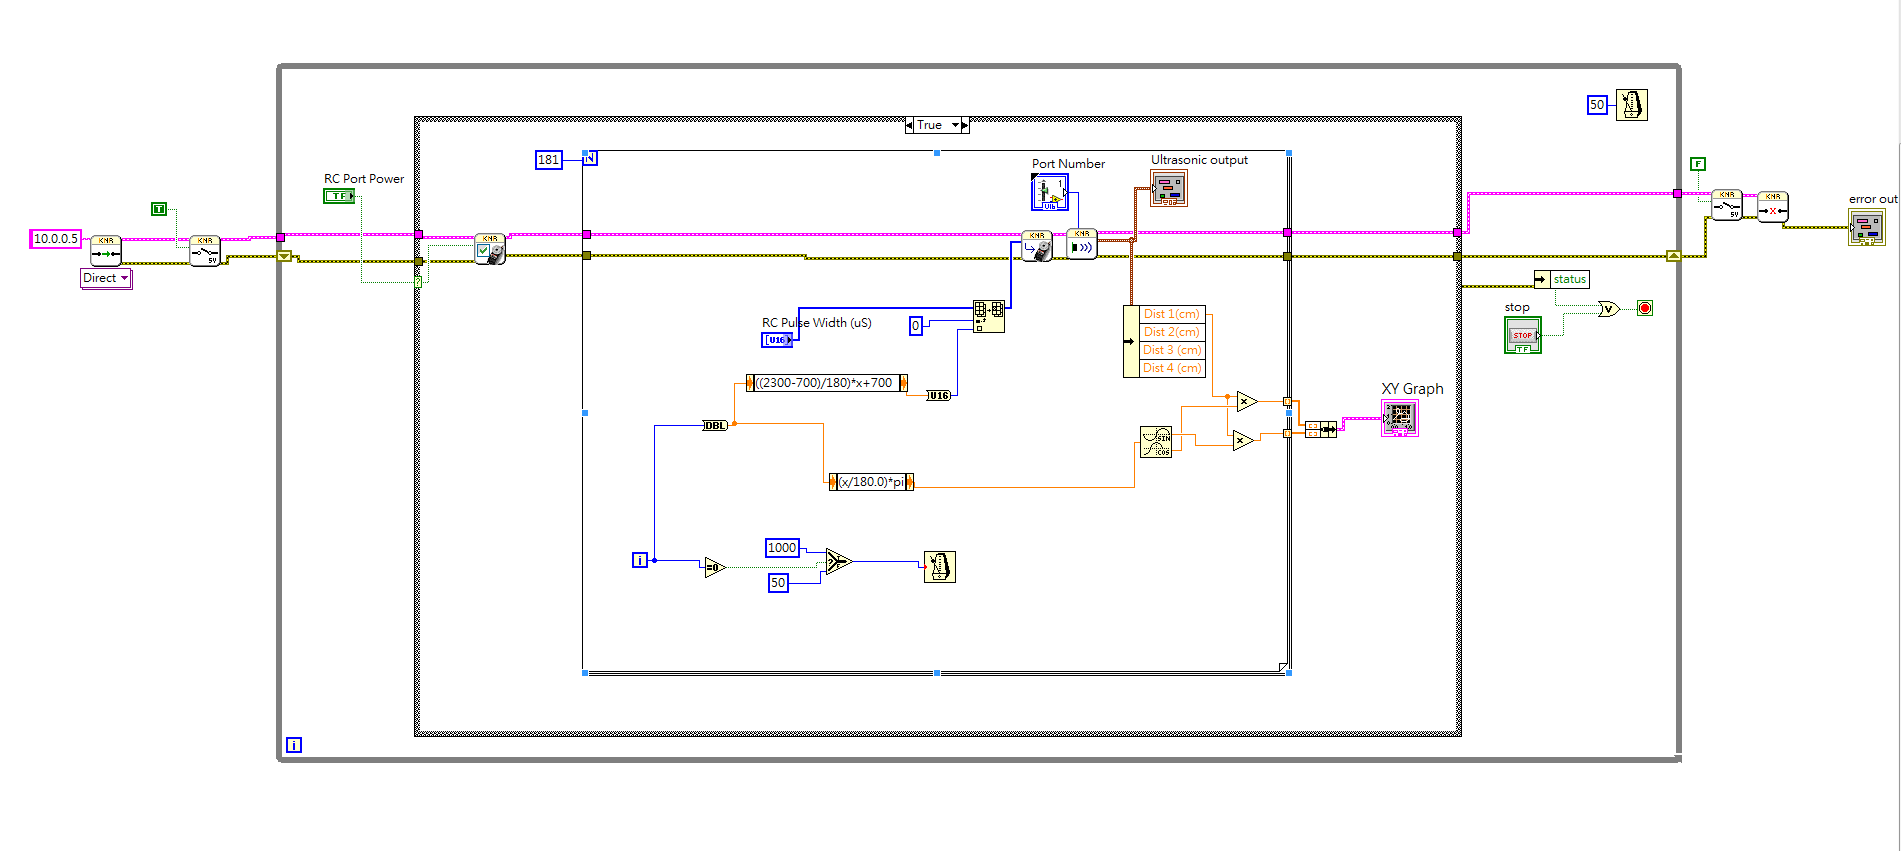 50
True
181
N
Port Number
1
U16
Ultrasonic output
F
RC Port Power
TF
T
10.0.0.5
KNR
KNR
5V
Direct
KNR
?
KNR
KNR
KNR
5V
KNR
error out
Dist 1(cm)
Dist 2(cm)
Dist 3 (cm)
Dist 4 (cm)
RC Pulse Width (uS)
[U16]
0
status
stop
STOP
TF
V
((2300-700)/180)*x+700
U16
XY Graph
DBL
SIN
COS
x
x
(x/180.0)*pi
i
=0
1000
50
?
i